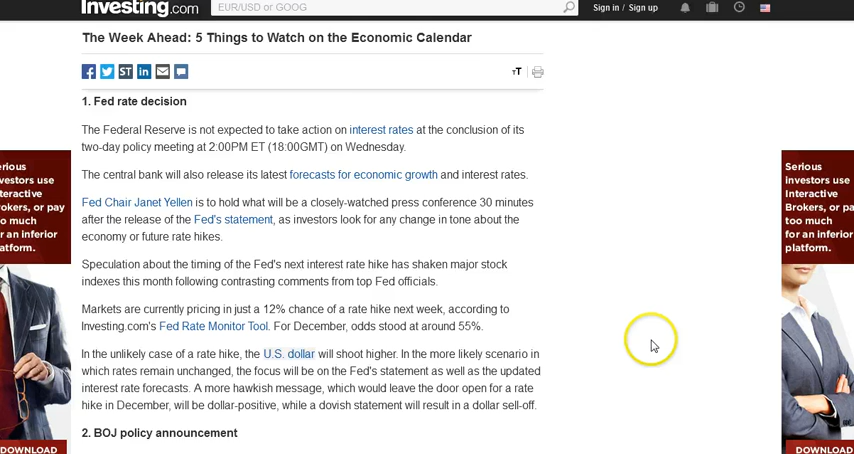 Investing.com
EUR/USD or GOOG
Sign in / Sign up
The Week Ahead: 5 Things to Watch on the Economic Calendar
ST
in
TT
1. Fed rate decision
The Federal Reserve is not expected to take action on interest rates at the conclusion of its
two-day policy meeting at 2:00PM ET (18:00GMT) on Wednesday.
The central bank will also release its latest forecasts for economic growth and interest rates.
Fed Chair Janet Yellen is to hold what will be a closely-watched press conference 30 minutes
after the release of the Fed's statement, as investors look for any change in tone about the
economy or future rate hikes.
Speculation about the timing of the Fed's next interest rate hike has shaken major stock
indexes this month following contrasting comments from top Fed officials.
Markets are currently pricing in just a 12% chance of a rate hike next week, according to
Investing.com's Fed Rate Monitor Tool. For December, odds stood at around 55%.
In the unlikely case of a rate hike, the U.S. dollar will shoot higher. In the more likely scenario in
which rates remain unchanged, the focus will be on the Fed's statement as well as the updated
interest rate forecasts. A more hawkish message, which would leave the door open for a rate
hike in December, will be dollar-positive, while a dovish statement will result in a dollar sell-off.
2. BOJ policy announcement
erious
vestors use
teractive
rokers, or pay
too much
r an inferior
atform.
DOWNLOAD
Serious
investors use
Interactive
Brokers, or pa
too much
for an inferior
platform.
DOWNLOAD